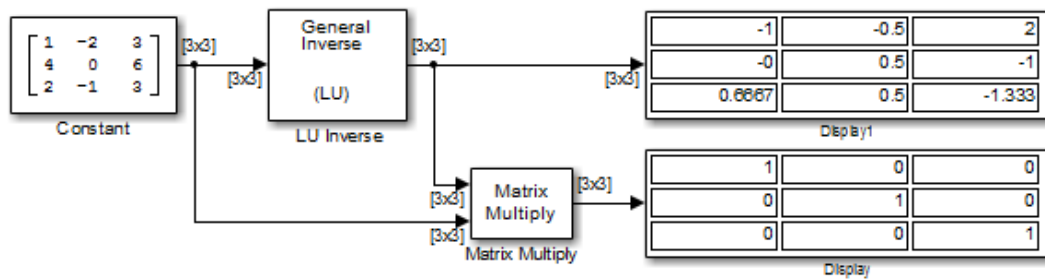 1 -2 3
4 0 6
2 -1 3
Constant
[3x3]
[3x3]
General
Inverse
(LU)
LU Inverse
[3x3]
[3x3]
-1 -0.5 2
-0 0.5 -1
0.6667 0.5 -1.333
Display1
[3x3]
[3x3]
Matrix
Multiply
Matrix Multiply
[3x3]
1 0 0
0 1 0
0 0 1
Display